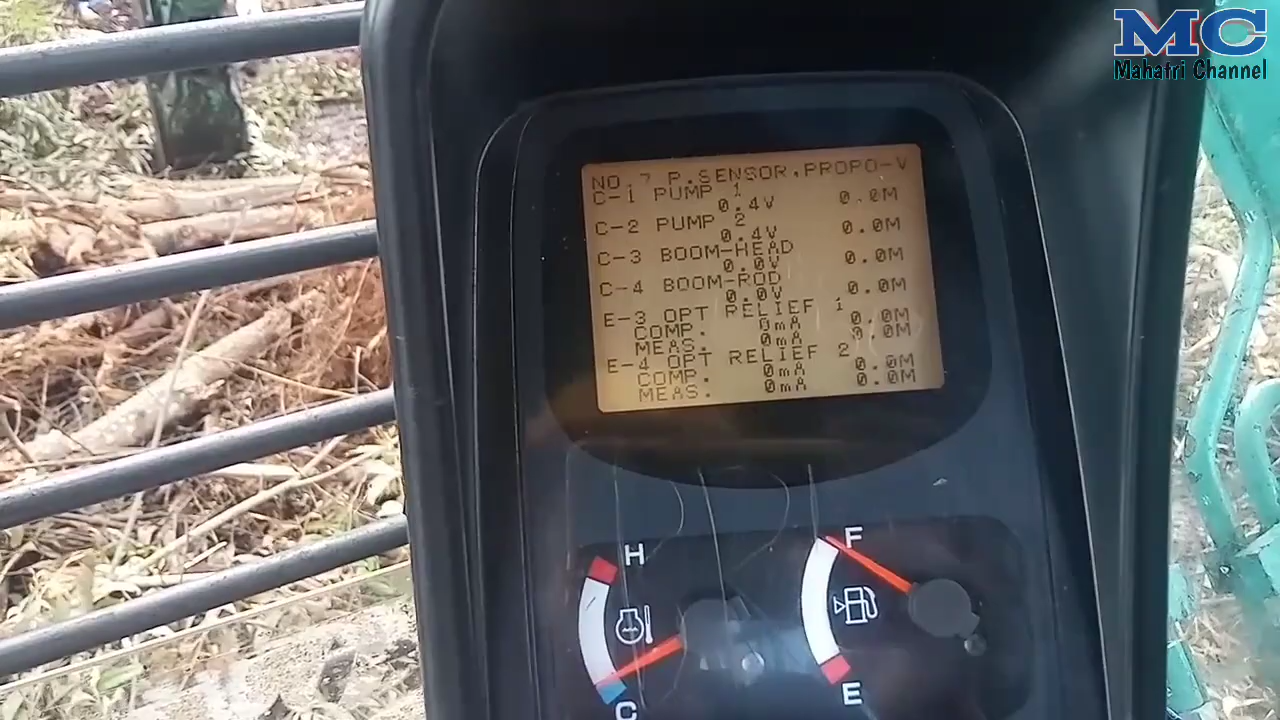 MC
Mahatri Channel
NO.7 P.SENSOR,PROPO-V
C-1 PUMP 1
0.4V 0.0M
C-2 PUMP 2
0.4V 0.0M
C-3 BOOM-HEAD
0.0V 0.0M
C-4 BOOM-ROD
0.0V 0.0M
E-3 OPT RELIEF 1
COMP. 0mA 0.0M
MEAS. 0mA 0.0M
E-4 OPT RELIEF 2
COMP. 0mA 0.0M
MEAS. 0mA 0.0M
H
F
C
E